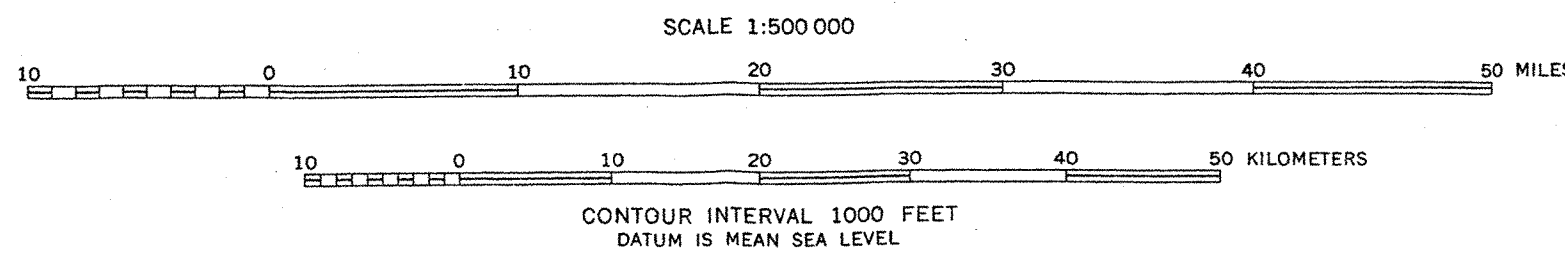 SCALE 1:500 000
10 0 10 20 30 40 50 MILES
10 0 10 20 30 40 50 KILOMETERS
CONTOUR INTERVAL 1000 FEET
DATUM IS MEAN SEA LEVEL